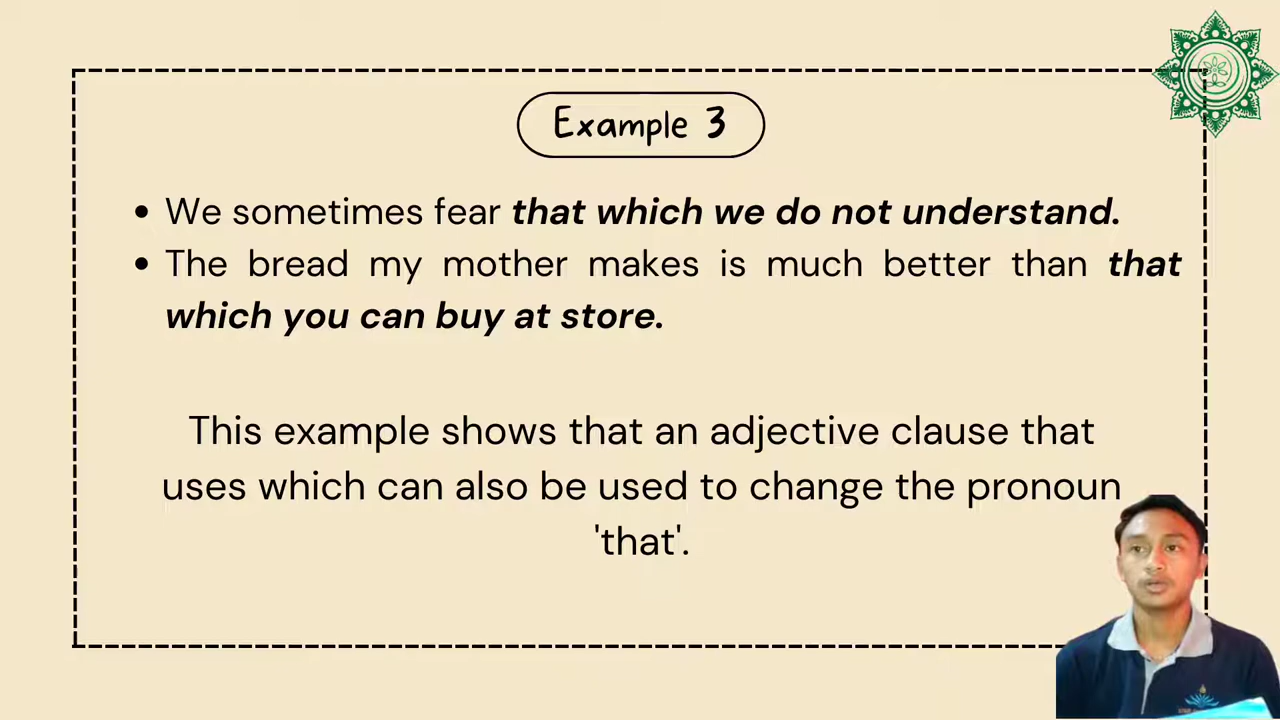 Example 3
• We sometimes fear that which we do not understand.
• The bread my mother makes is much better than that
which you can buy at store.
This example shows that an adjective clause that
uses which can also be used to change the pronoun
'that'.